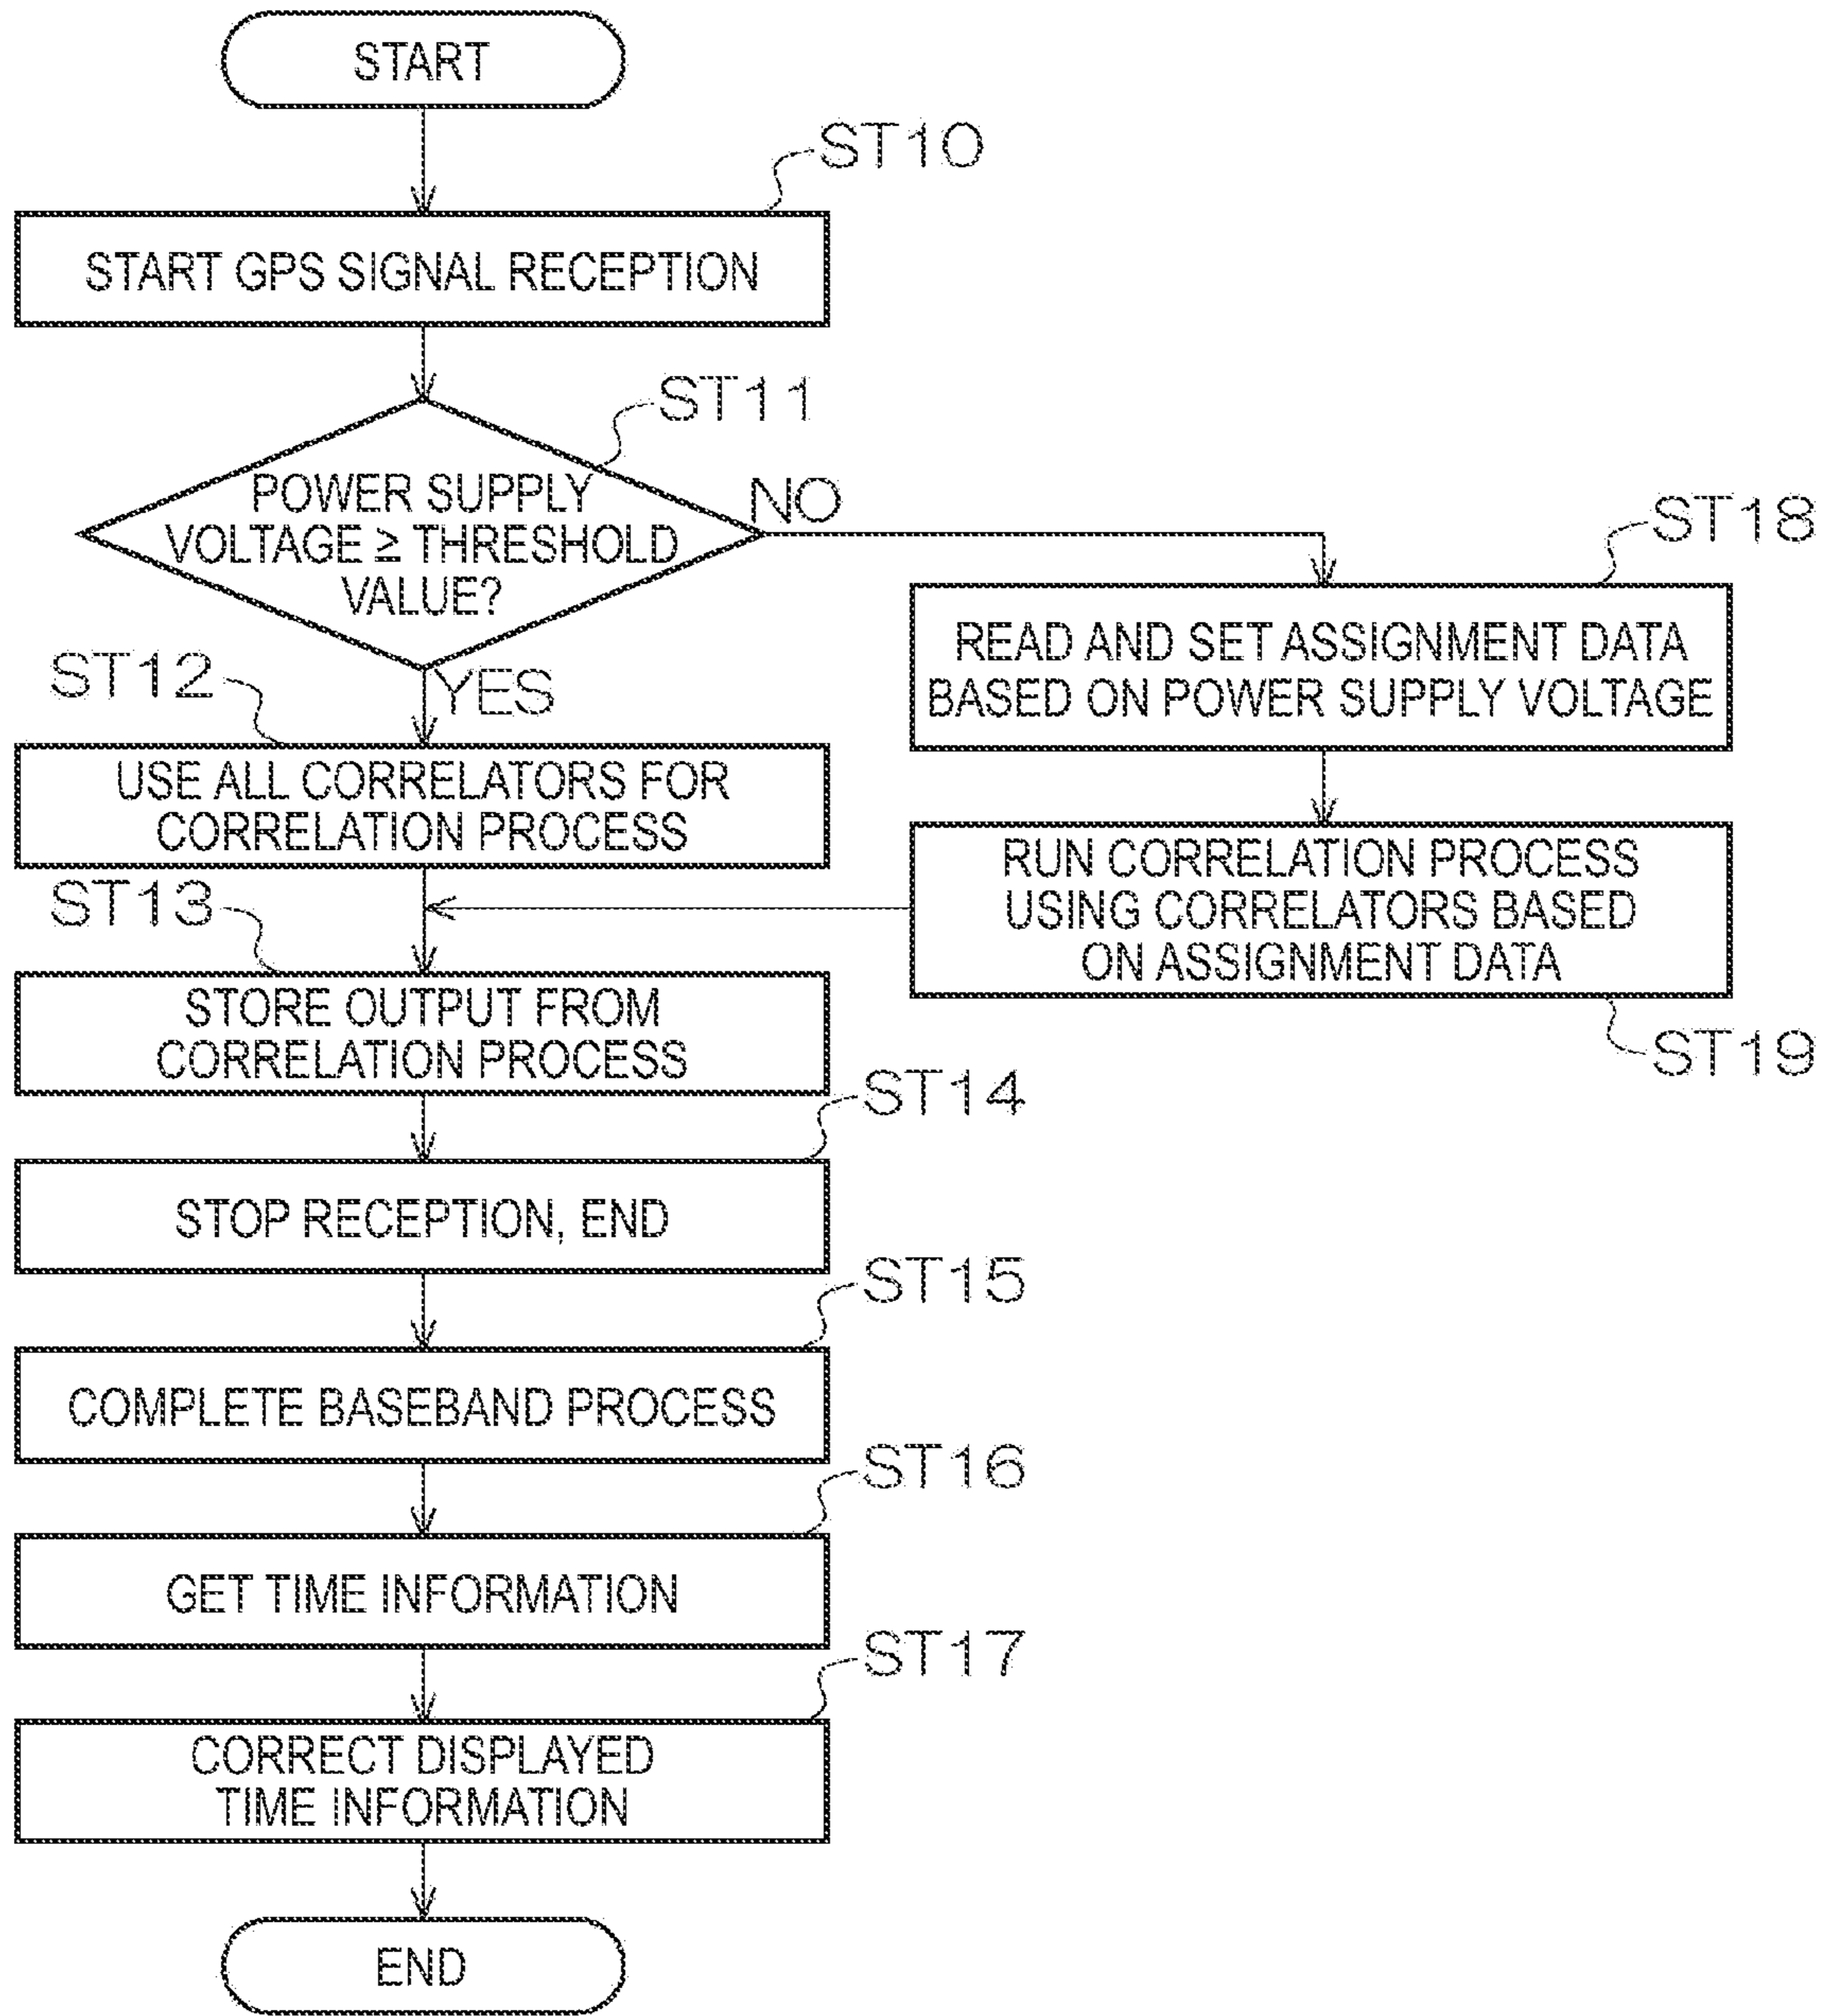 START
ST10
START GPS SIGNAL RECEPTION
ST11
POWER SUPPLY
VOLTAGE ≥ THRESHOLD
VALUE?
NO
YES
ST18
READ AND SET ASSIGNMENT DATA
BASED ON POWER SUPPLY VOLTAGE
ST12
USE ALL CORRELATORS FOR
CORRELATION PROCESS
RUN CORRELATION PROCESS
USING CORRELATORS BASED
ON ASSIGNMENT DATA
ST19
ST13
STORE OUTPUT FROM
CORRELATION PROCESS
ST14
STOP RECEPTION, END
ST15
COMPLETE BASEBAND PROCESS
ST16
GET TIME INFORMATION
ST17
CORRECT DISPLAYED
TIME INFORMATION
END